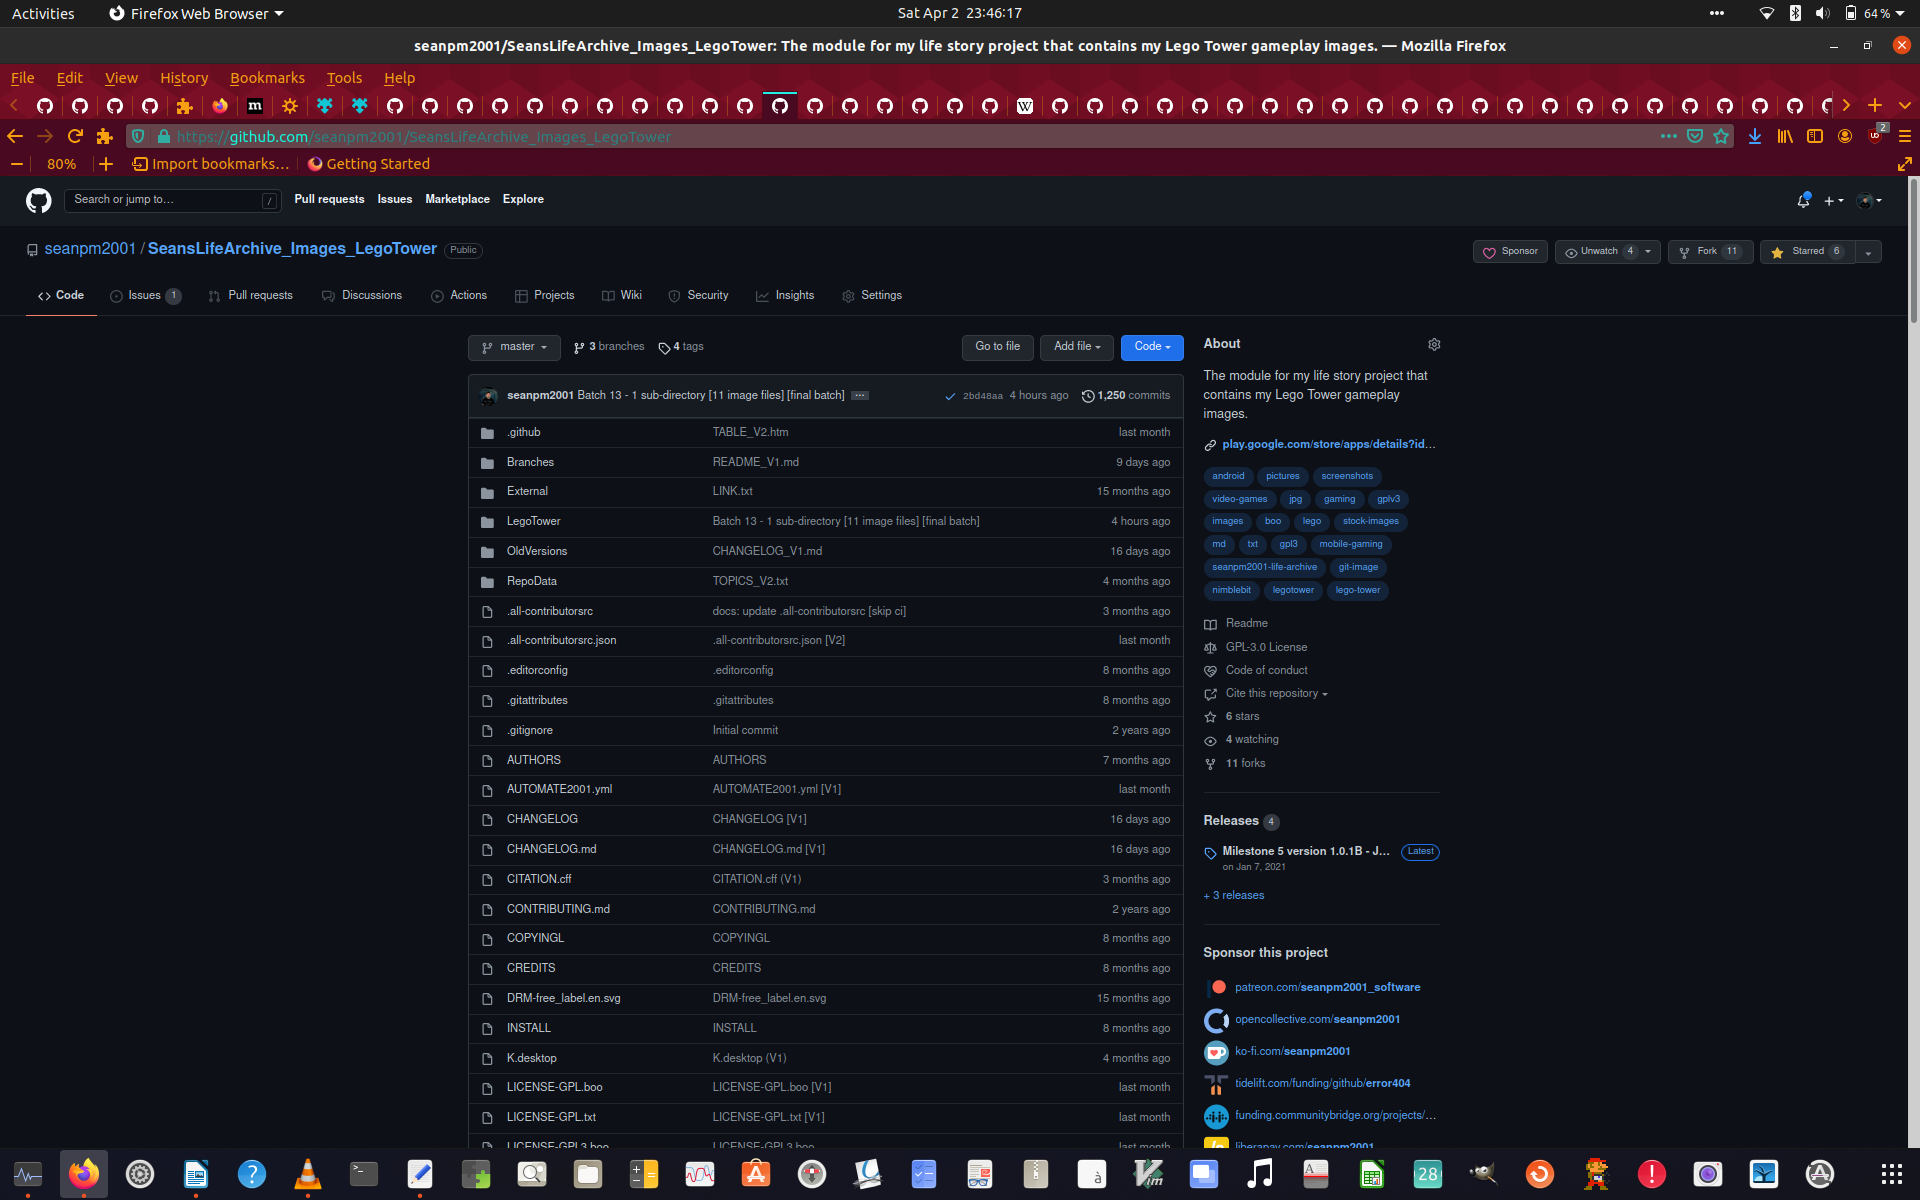 Activities
Firefox Web Browser
Sat Apr 2 23:46:17
64 %
seanpm2001/SeansLifeArchive_Images_LegoTower: The module for my life story project that contains my Lego Tower gameplay images. — Mozilla Firefox
File Edit View History Bookmarks Tools Help
https://github.com/seanpm2001/SeansLifeArchive_Images_LegoTower
2
80% Import bookmarks... Getting Started
Search or jump to... /
Pull requests Issues Marketplace Explore
seanpm2001 / SeansLifeArchive_Images_LegoTower Public
Sponsor Unwatch 4 Fork 11 Starred 6
Code Issues 1 Pull requests Discussions Actions Projects Wiki Security Insights Settings
master 3 branches 4 tags Go to file Add file Code
seanpm2001 Batch 13 - 1 sub-directory [11 image files] [final batch] ... 2bd48aa 4 hours ago 1,250 commits
.github TABLE_V2.htm last month
Branches README_V1.md 9 days ago
External LINK.txt 15 months ago
LegoTower Batch 13 - 1 sub-directory [11 image files] [final batch] 4 hours ago
OldVersions CHANGELOG_V1.md 16 days ago
RepoData TOPICS_V2.txt 4 months ago
.all-contributorsrc docs: update .all-contributorsrc [skip ci] 3 months ago
.all-contributorsrc.json .all-contributorsrc.json [V2] last month
.editorconfig .editorconfig 8 months ago
.gitattributes .gitattributes 8 months ago
.gitignore Initial commit 2 years ago
AUTHORS AUTHORS 7 months ago
AUTOMATE2001.yml AUTOMATE2001.yml [V1] last month
CHANGELOG CHANGELOG [V1] 16 days ago
CHANGELOG.md CHANGELOG.md [V1] 16 days ago
CITATION.cff CITATION.cff (V1) 3 months ago
CONTRIBUTING.md CONTRIBUTING.md 2 years ago
COPYINGL COPYINGL 8 months ago
CREDITS CREDITS 8 months ago
DRM-free_label.en.svg DRM-free_label.en.svg 15 months ago
INSTALL INSTALL 8 months ago
K.desktop K.desktop (V1) 4 months ago
LICENSE-GPL.boo LICENSE-GPL.boo [V1] last month
LICENSE-GPL.txt LICENSE-GPL.txt [V1] last month
LICENSE-GPL3.boo LICENSE-GPL3.boo last month
About
The module for my life story project that
contains my Lego Tower gameplay
images.
play.google.com/store/apps/details?id...
android pictures screenshots
video-games jpg gaming gplv3
images boo lego stock-images
md txt gpl3 mobile-gaming
seanpm2001-life-archive git-image
nimblebit legotower lego-tower
Readme
GPL-3.0 License
Code of conduct
Cite this repository
6 stars
4 watching
11 forks
Releases 4
Milestone 5 version 1.0.1B - J... Latest
on Jan 7, 2021
+ 3 releases
Sponsor this project
patreon.com/seanpm2001_software
opencollective.com/seanpm2001
ko-fi.com/seanpm2001
tidelift.com/funding/github/error404
funding.communitybridge.org/projects/...
liberapay.com/seanpm2001
28